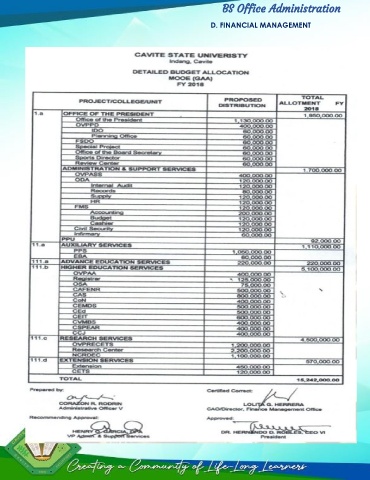 BS Office Administration
D. FINANCIAL MANAGEMENT
CAVITE STATE UNIVERISTY
Indang, Cavite
DETAILED BUDGET ALLOCATION
MOOE (GAA)
FY 2018
PROJECT/COLLEGE/UNIT PROPOSED DISTRIBUTION TOTAL ALLOTMENT FY 2018
1.a OFFICE OF THE PRESIDENT 1,950,000.00
Office of the President 1,130,000.00
OVPPD 400,000.00
IDO 60,000.00
Planning Office 60,000.00
FSDO 60,000.00
Special Project 60,000.00
Office of the Board Secretary 60,000.00
Sports Director 60,000.00
Review Center 60,000.00
ADMINISTRATION & SUPPORT SERVICES 1,700,000.00
OVPASS 400,000.00
ODA 120,000.00
Internal Audit 120,000.00
Records 80,000.00
Supply 120,000.00
HR 120,000.00
FMS 120,000.00
Accounting 200,000.00
Budget 120,000.00
Cashier 120,000.00
Civil Security 120,000.00
Infirmary 60,000.00
PPU 92,000.00
11.a AUXILIARY SERVICES 1,110,000.00
PPS 1,050,000.00
EBA 60,000.00
111.a ADVANCE EDUCATION SERVICES 220,000.00 220,000.00
111.b HIGHER EDUCATION SERVICES 5,100,000.00
OVPAA 400,000.00
Registrar 125,000.00
OSA 75,000.00
CAFENR 500,000.00
CAS 800,000.00
CoN 400,000.00
CEMDS 500,000.00
CEd 500,000.00
CEIT 600,000.00
CVMBS 400,000.00
CSPEAR 400,000.00
CCJ 400,000.00
111.c RESEARCH SERVICES 4,500,000.00
OVPRECETS 1,200,000.00
Research Center 2,200,000.00
NCRDEC 1,100,000.00
111.d EXTENSION SERVICES 570,000.00
Extension 450,000.00
CETS 120,000.00
TOTAL 15,242,000.00
Prepared by: Certified Correct:
CORAZON R. RODRIN LOLITA G. HERRERA
Administrative Officer V CAO/Director, Finance Management Office
Recommending Approval: Approved:
HENRY O. GARCIA, DPA DR. HERNANDO D. ROBLES, CEO VI
VP Admin. & Support Services President
Creating a Community of Life-Long Learners